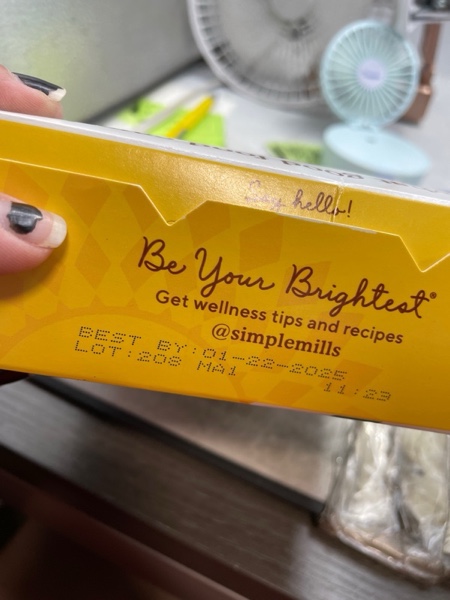 Say hello!
Be Your Brightest®
Get wellness tips and recipes
@simplemills
BEST BY:01-22-2025
LOT:208 MA1 11:23